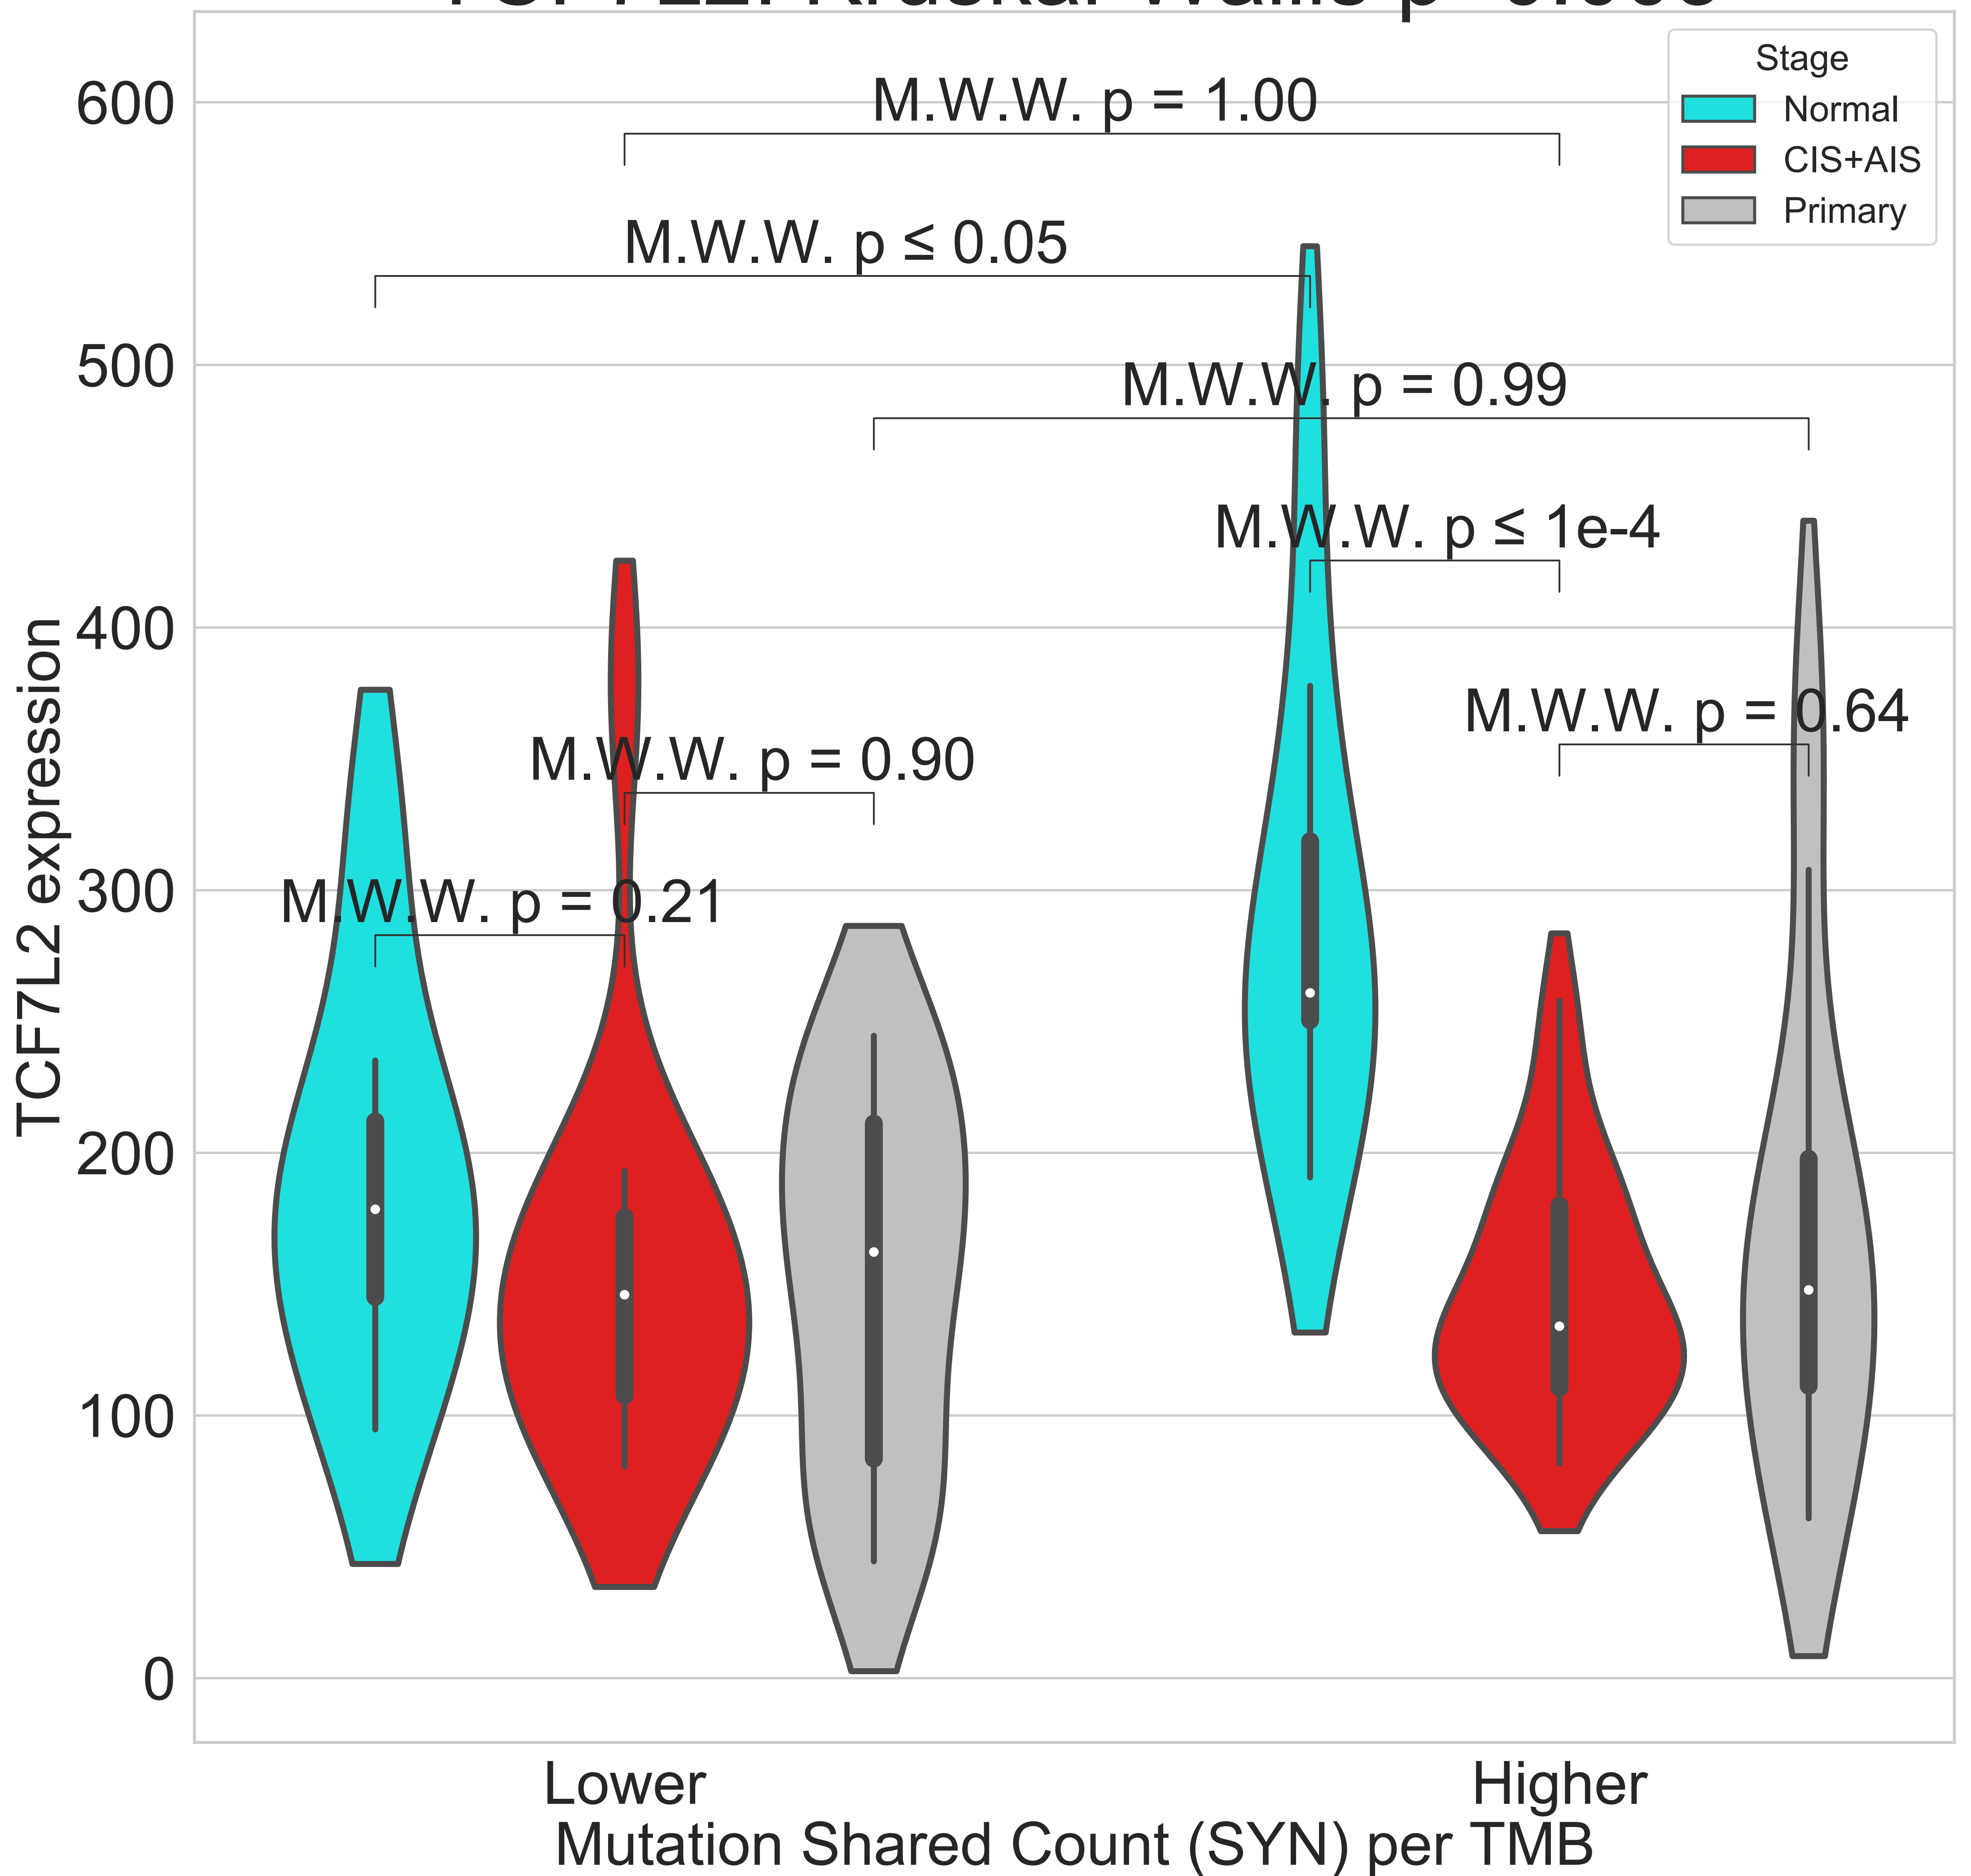 Stage
Normal
CIS+AIS
Primary
M.W.W. p = 1.00
M.W.W. p ≤ 0.05
M.W.W. p = 0.99
M.W.W. p ≤ 1e-4
M.W.W. p = 0.64
M.W.W. p = 0.90
M.W.W. p = 0.21
TCF7L2 expression
600
500
400
300
200
100
0
Lower
Higher
Mutation Shared Count (SYN) per TMB